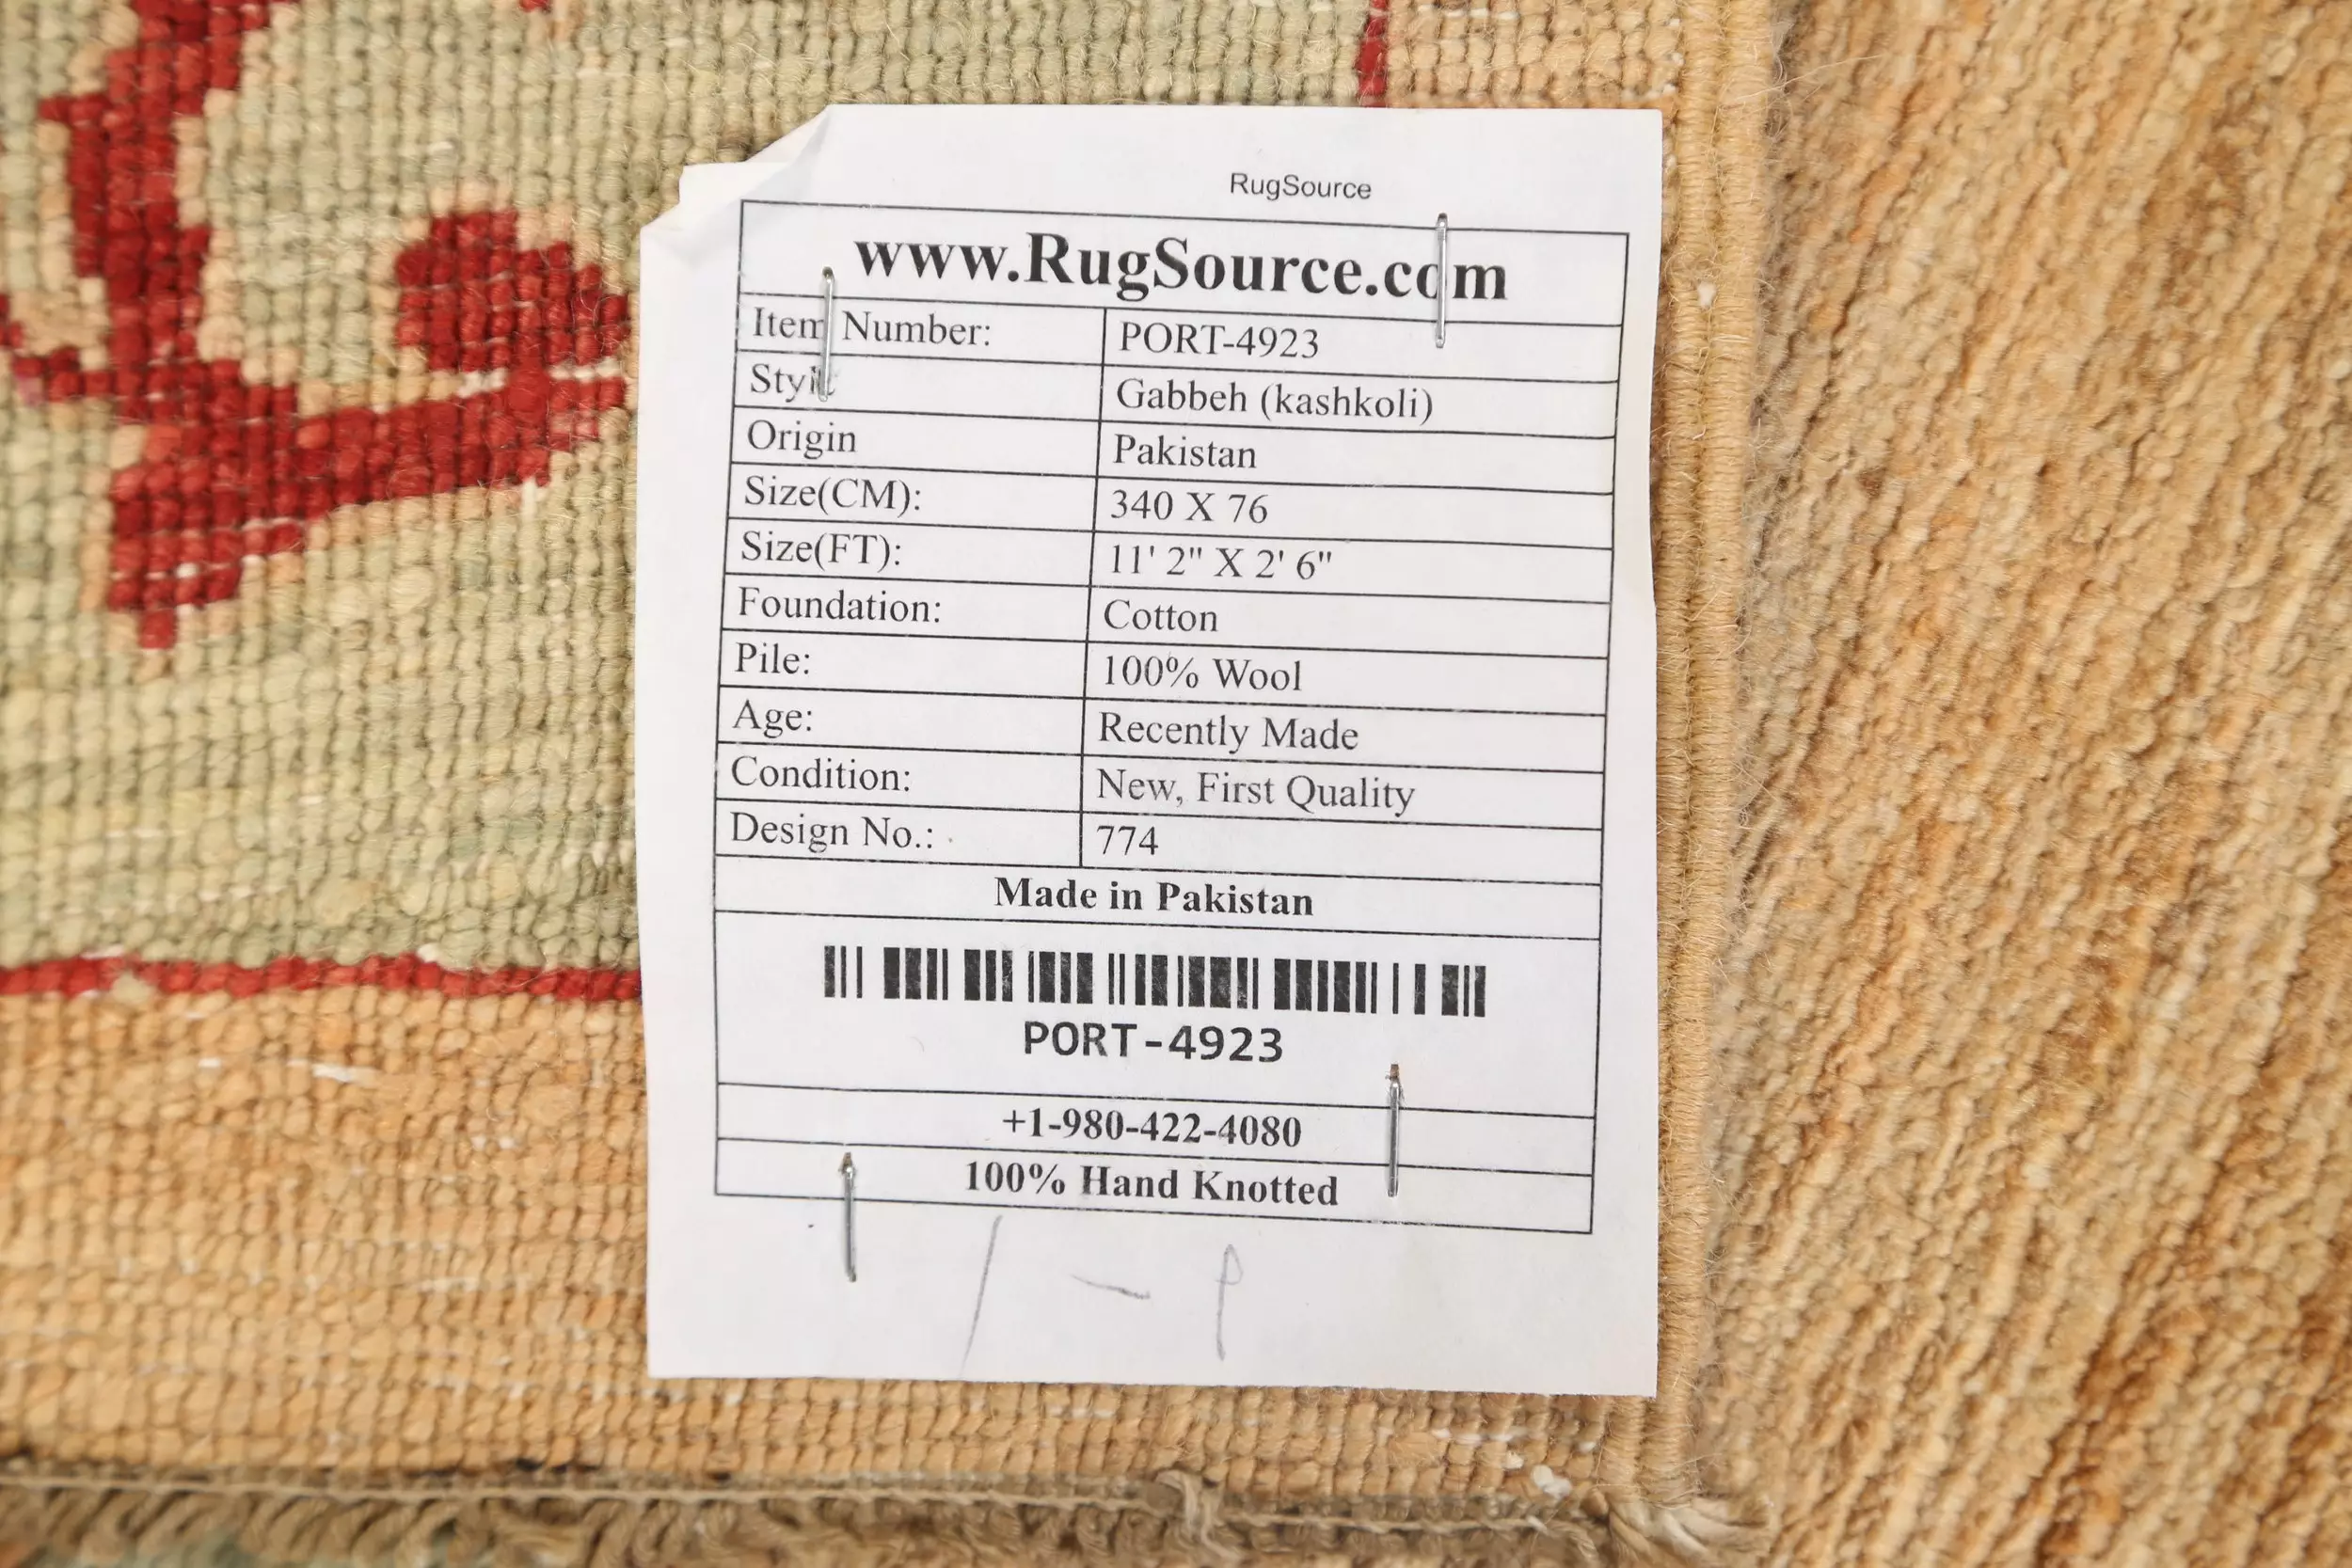 RugSource
www.RugSource.com
Item Number: PORT-4923
Style Gabbeh (kashkoli)
Origin Pakistan
Size(CM): 340 X 76
Size(FT): 11' 2" X 2' 6"
Foundation: Cotton
Pile: 100% Wool
Age: Recently Made
Condition: New, First Quality
Design No.: 774
Made in Pakistan
PORT-4923
+1-980-422-4080
100% Hand Knotted